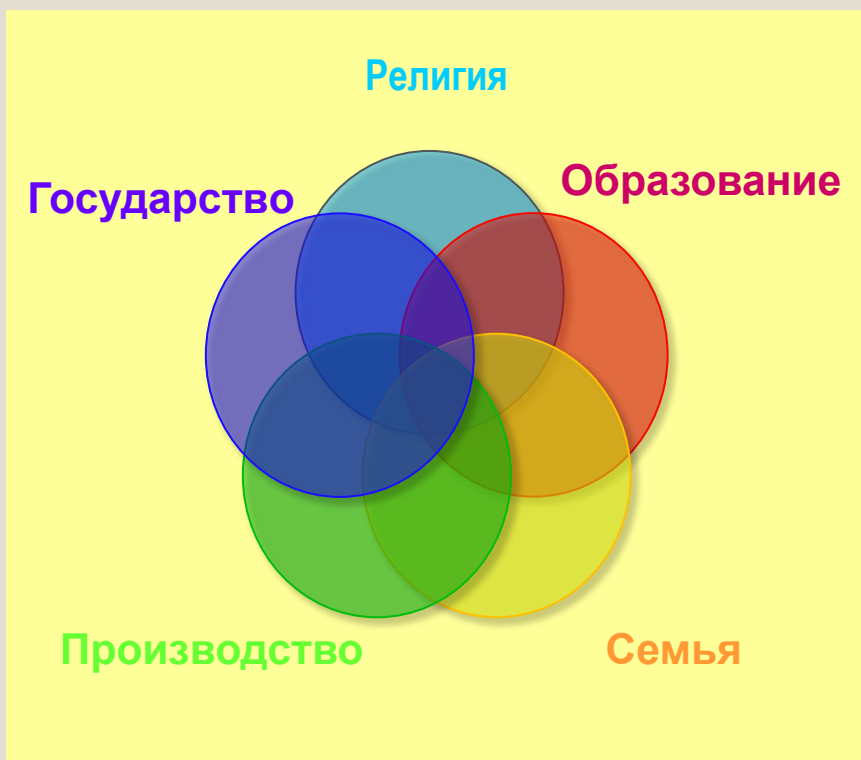 Религия
Государство
Образование
Производство
Семья